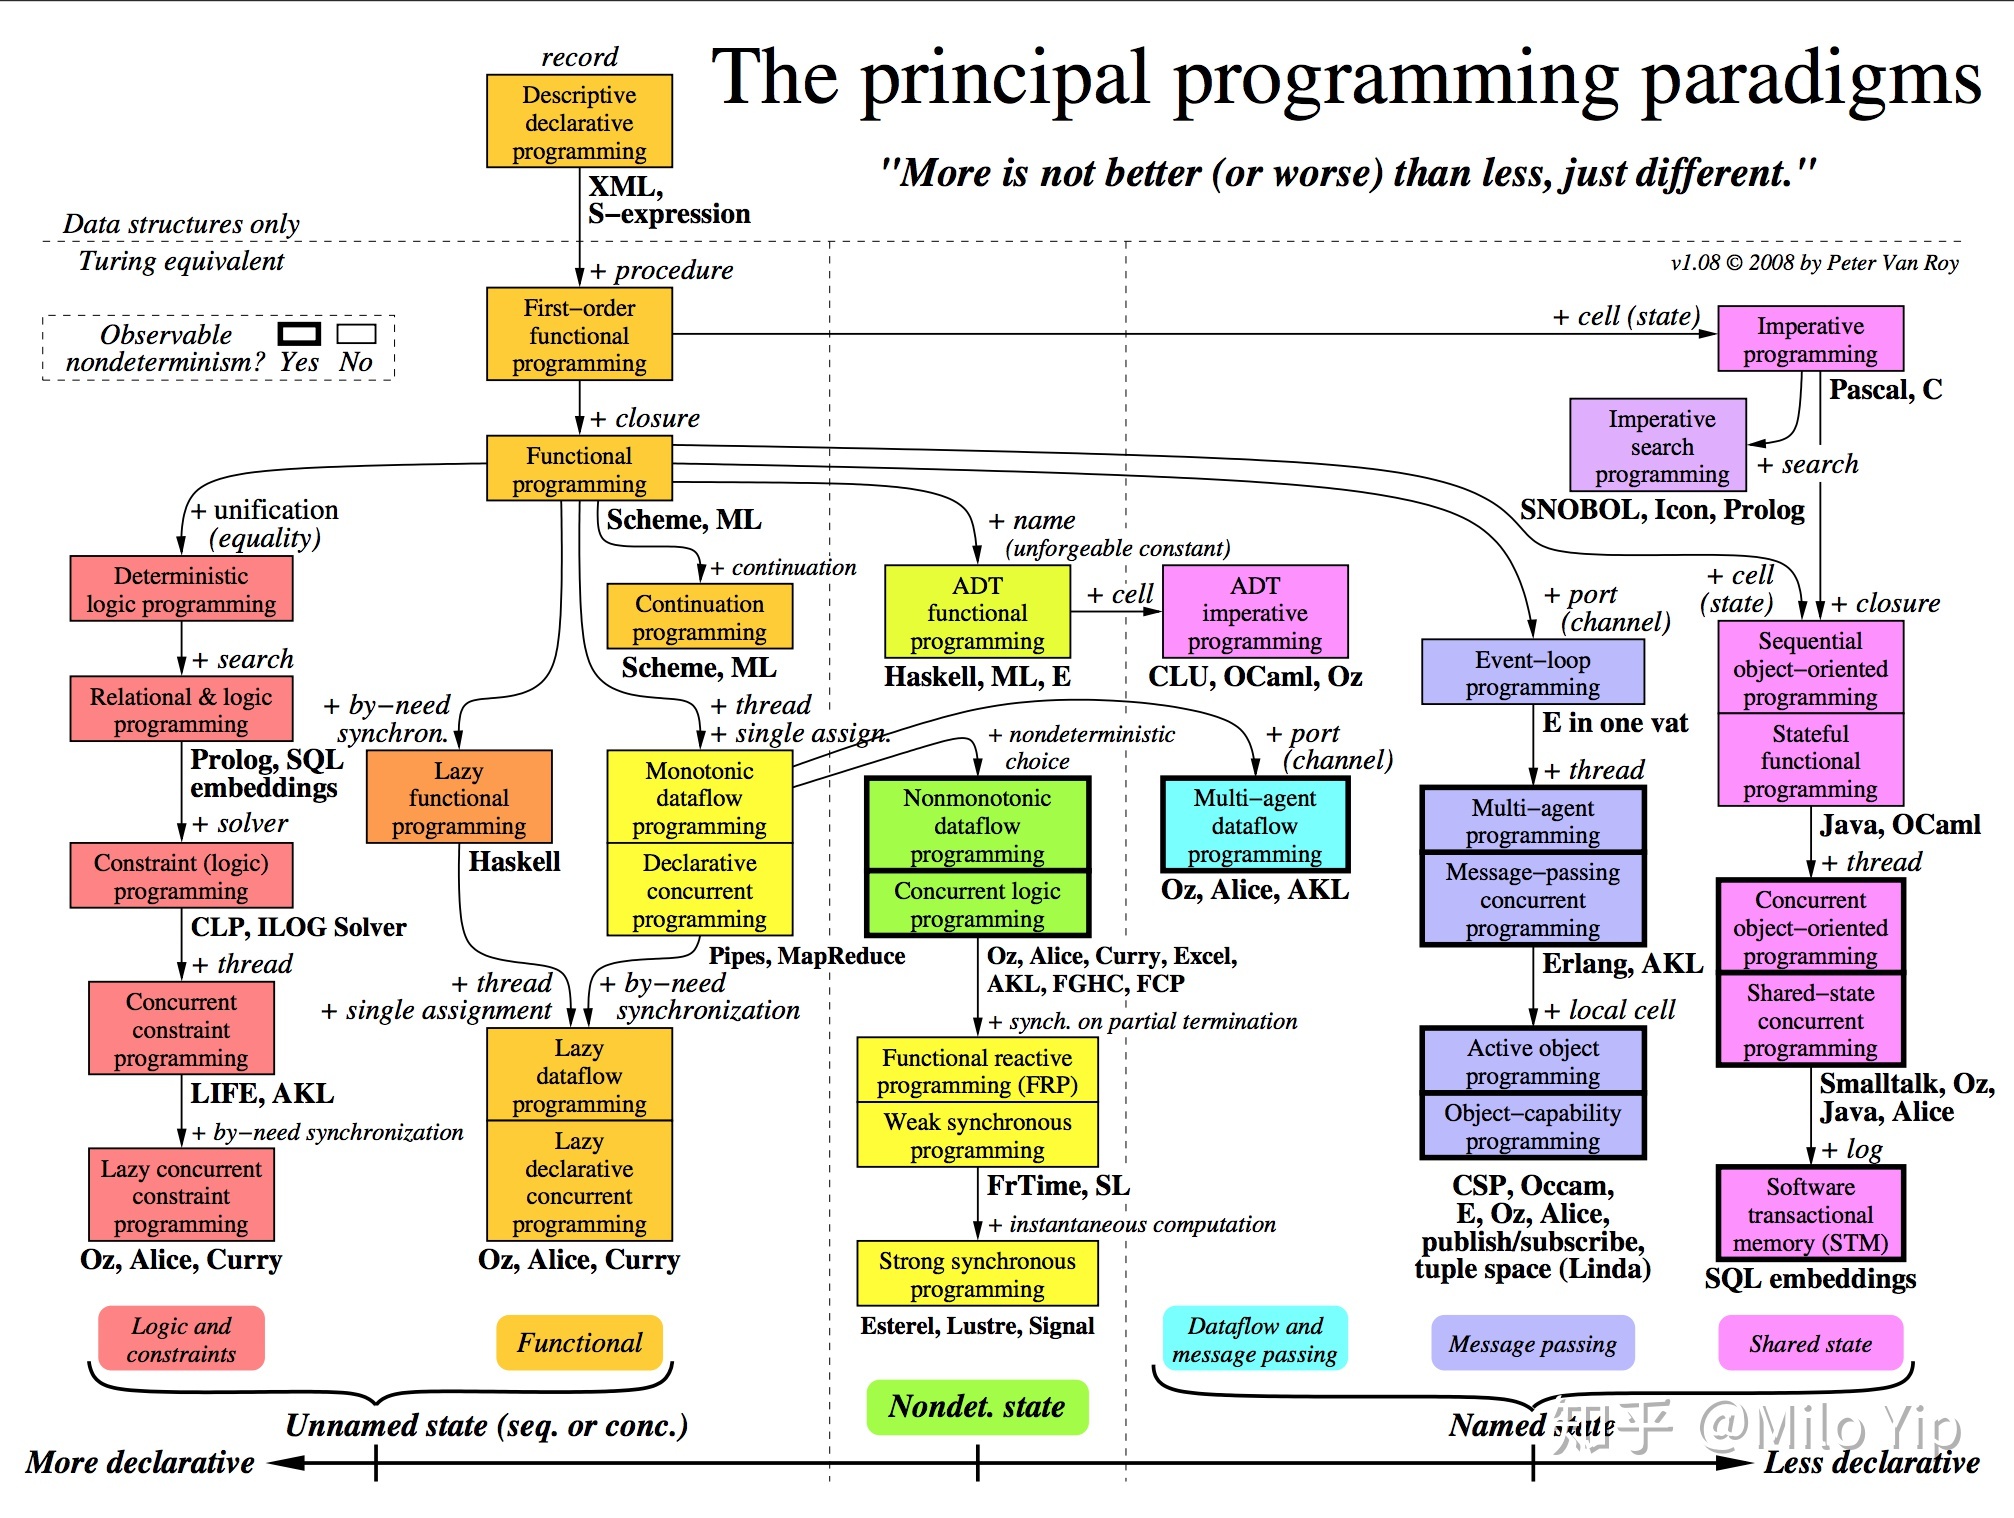 The principal programming paradigms
"More is not better (or worse) than less, just different."
record
Descriptive
declarative
programming
XML,
S−expression
Data structures only
Turing equivalent
v1.08 © 2008 by Peter Van Roy
Observable
nondeterminism? Yes No
+ procedure
First−order
functional
programming
+ cell (state)
Imperative
programming
Pascal, C
+ closure
Functional
programming
Scheme, ML
Imperative
search
programming
+ search
SNOBOL, Icon, Prolog
+ unification
(equality)
Deterministic
logic programming
+ search
Relational & logic
programming
Prolog, SQL
embeddings
+ solver
Constraint (logic)
programming
CLP, ILOG Solver
+ thread
Concurrent
constraint
programming
LIFE, AKL
+ by−need synchronization
Lazy concurrent
constraint
programming
Oz, Alice, Curry
+ continuation
Continuation
programming
Scheme, ML
+ by−need
synchron.
Lazy
functional
programming
Haskell
+ thread
+ single assign.
Monotonic
dataflow
programming
Declarative
concurrent
programming
Pipes, MapReduce
+ thread
+ single assignment
+ by−need
synchronization
Lazy
dataflow
programming
Lazy
declarative
concurrent
programming
Oz, Alice, Curry
+ name
(unforgeable constant)
ADT
functional
programming
Haskell, ML, E
+ cell
ADT
imperative
programming
CLU, OCaml, Oz
+ nondeterministic
choice
Nonmonotonic
dataflow
programming
Concurrent logic
programming
Oz, Alice, Curry, Excel,
AKL, FGHC, FCP
+ synch. on partial termination
Functional reactive
programming (FRP)
Weak synchronous
programming
FrTime, SL
+ instantaneous computation
Strong synchronous
programming
Esterel, Lustre, Signal
+ port
(channel)
Multi−agent
dataflow
programming
Oz, Alice, AKL
+ port
(channel)
Event−loop
programming
E in one vat
+ thread
Multi−agent
programming
Message−passing
concurrent
programming
Erlang, AKL
+ local cell
Active object
programming
Object−capability
programming
CSP, Occam,
E, Oz, Alice,
publish/subscribe,
tuple space (Linda)
+ cell
(state)
+ closure
Sequential
object−oriented
programming
Stateful
functional
programming
Java, OCaml
+ thread
Concurrent
object−oriented
programming
Shared−state
concurrent
programming
Smalltalk, Oz,
Java, Alice
+ log
Software
transactional
memory (STM)
SQL embeddings
Logic and
constraints
Functional
Nondet. state
Dataflow and
message passing
Message passing
Shared state
Unnamed state (seq. or conc.)
Named state
More declarative
Less declarative
知乎 @Milo Yip